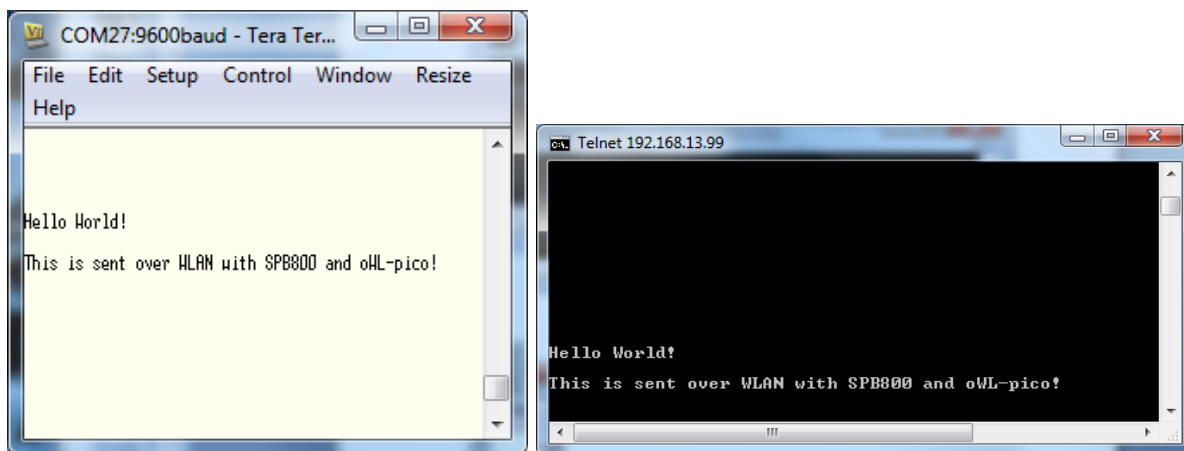 COM27:9600baud - Tera Ter...
File Edit Setup Control Window Resize
Help
Hello World!
This is sent over WLAN with SPB800 and oWL-pico!
Telnet 192.168.13.99
Hello World!
This is sent over WLAN with SPB800 and oWL-pico!